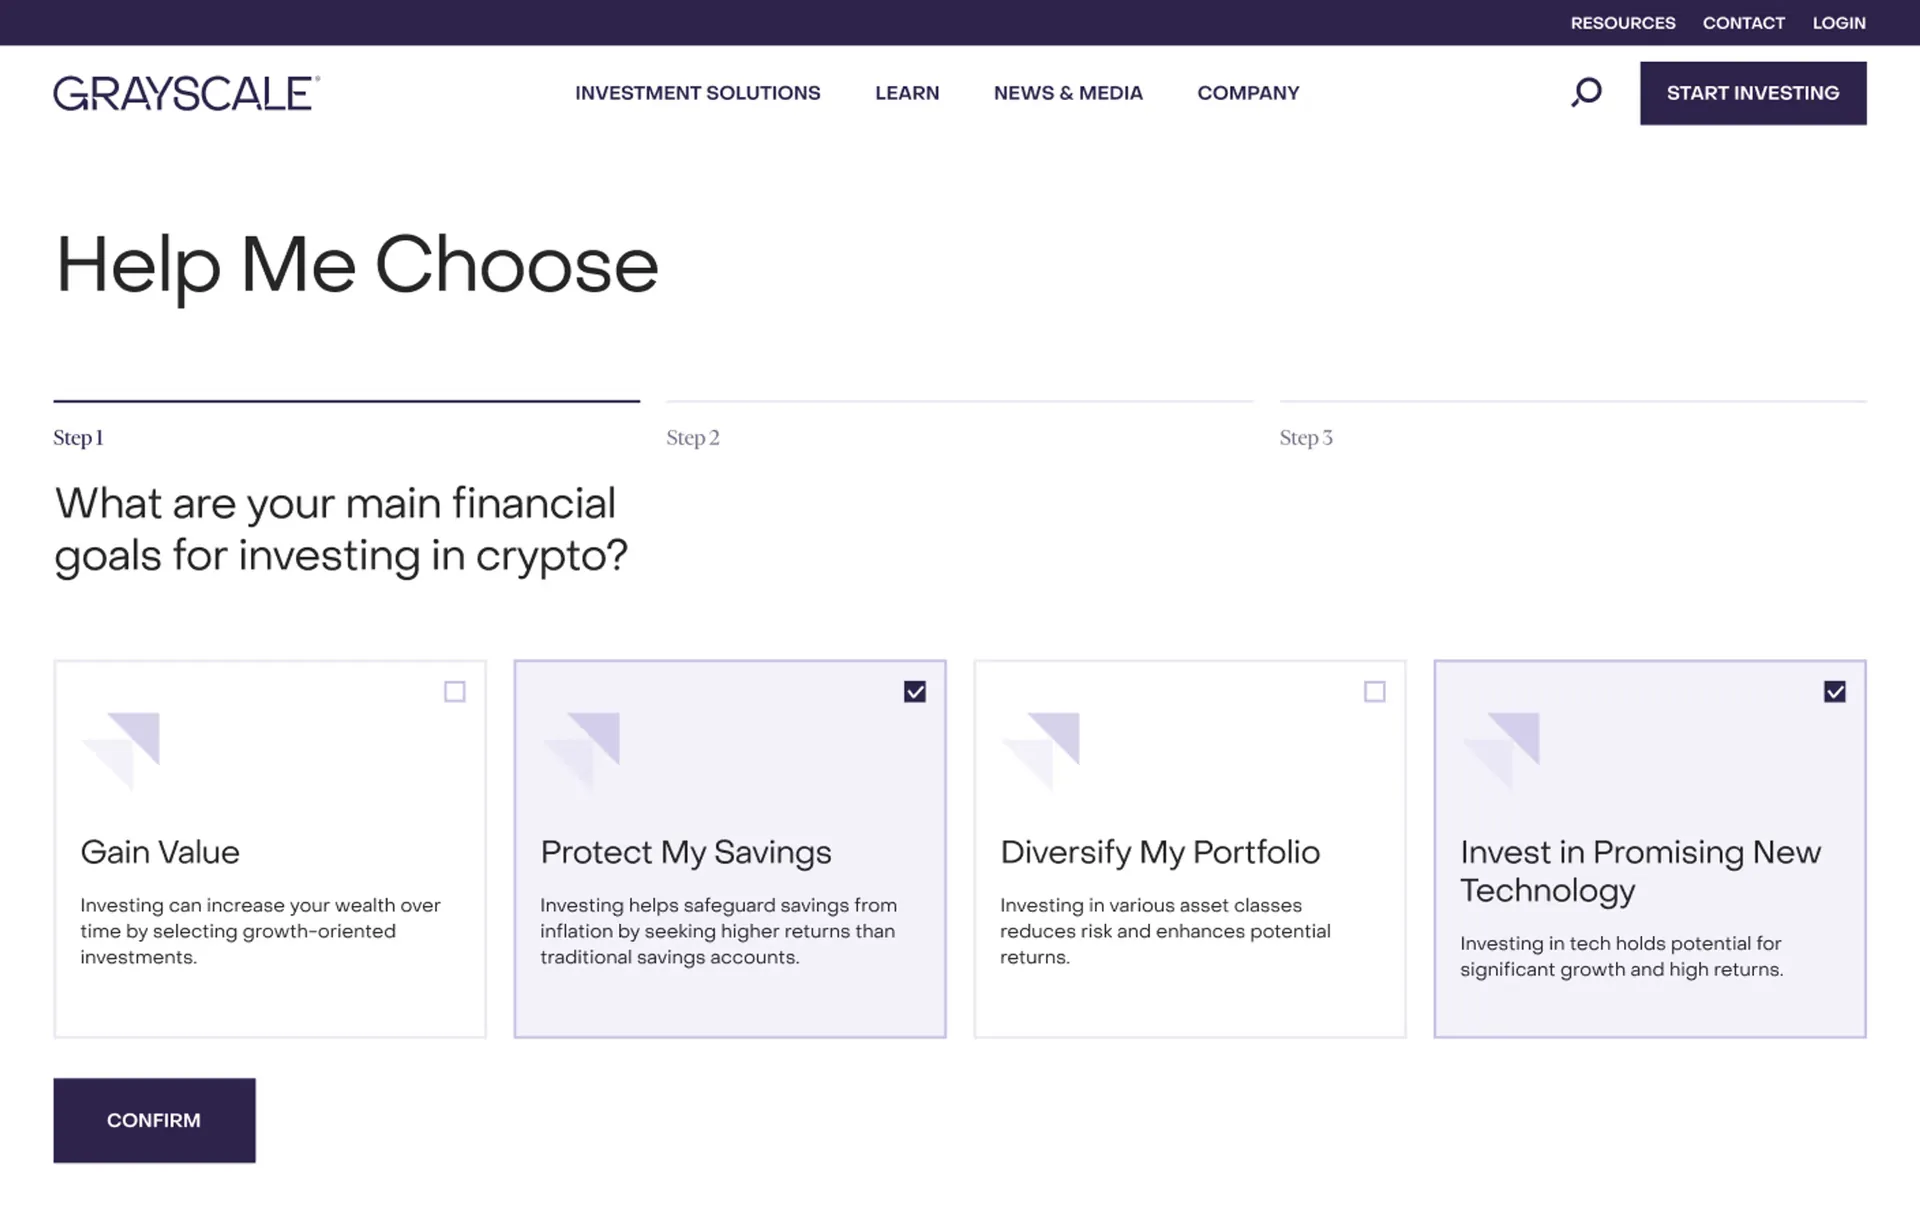 RESOURCES CONTACT LOGIN
GRAYSCALE
INVESTMENT SOLUTIONS LEARN NEWS & MEDIA COMPANY
START INVESTING
Help Me Choose
Step 1
Step 2
Step 3
What are your main financial
goals for investing in crypto?
Gain Value
Investing can increase your wealth over
time by selecting growth-oriented
investments.
Protect My Savings
Investing helps safeguard savings from
inflation by seeking higher returns than
traditional savings accounts.
Diversify My Portfolio
Investing in various asset classes
reduces risk and enhances potential
returns.
Invest in Promising New
Technology
Investing in tech holds potential for
significant growth and high returns.
CONFIRM